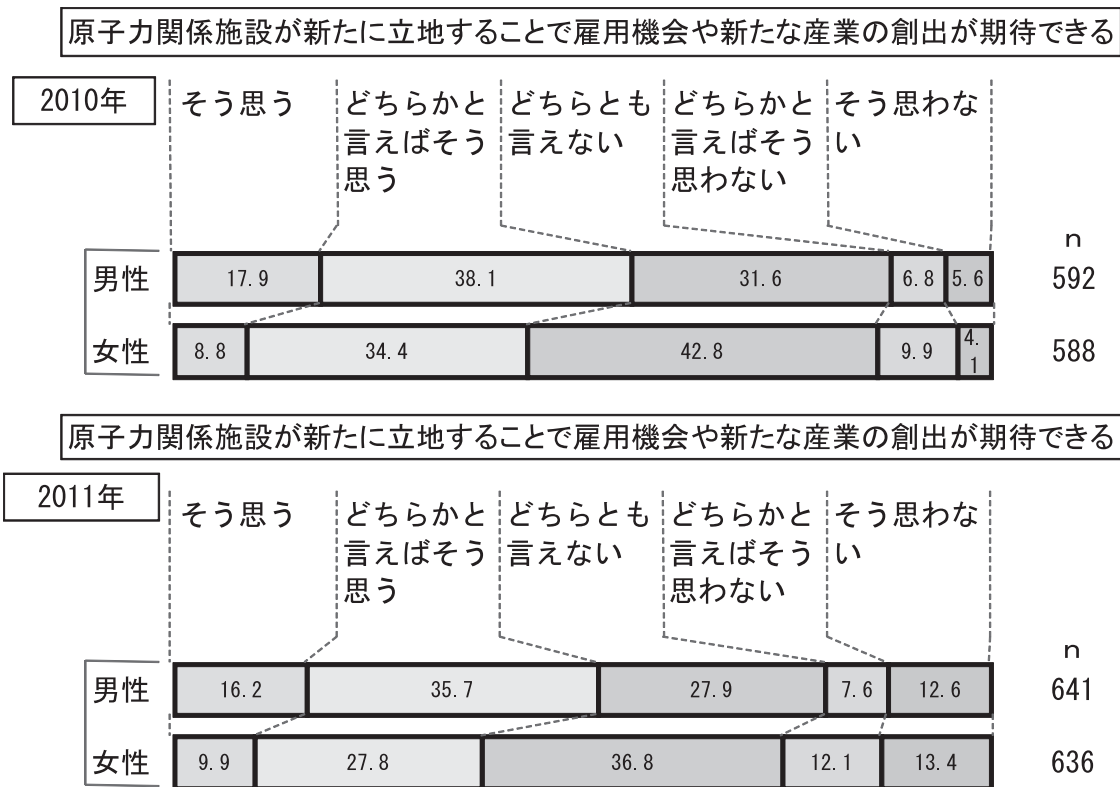 原子力関係施設が新たに立地することで雇用機会や新たな産業の創出が期待できる
2010年
そう思う
どちらかと
言えばそう
思う
どちらとも
言えない
どちらかと
言えばそう
思わない
そう思わな
い
n
男性 17.9 38.1 31.6 6.8 5.6 592
女性 8.8 34.4 42.8 9.9 4.1 588
原子力関係施設が新たに立地することで雇用機会や新たな産業の創出が期待できる
2011年
そう思う
どちらかと
言えばそう
思う
どちらとも
言えない
どちらかと
言えばそう
思わない
そう思わな
い
n
男性 16.2 35.7 27.9 7.6 12.6 641
女性 9.9 27.8 36.8 12.1 13.4 636